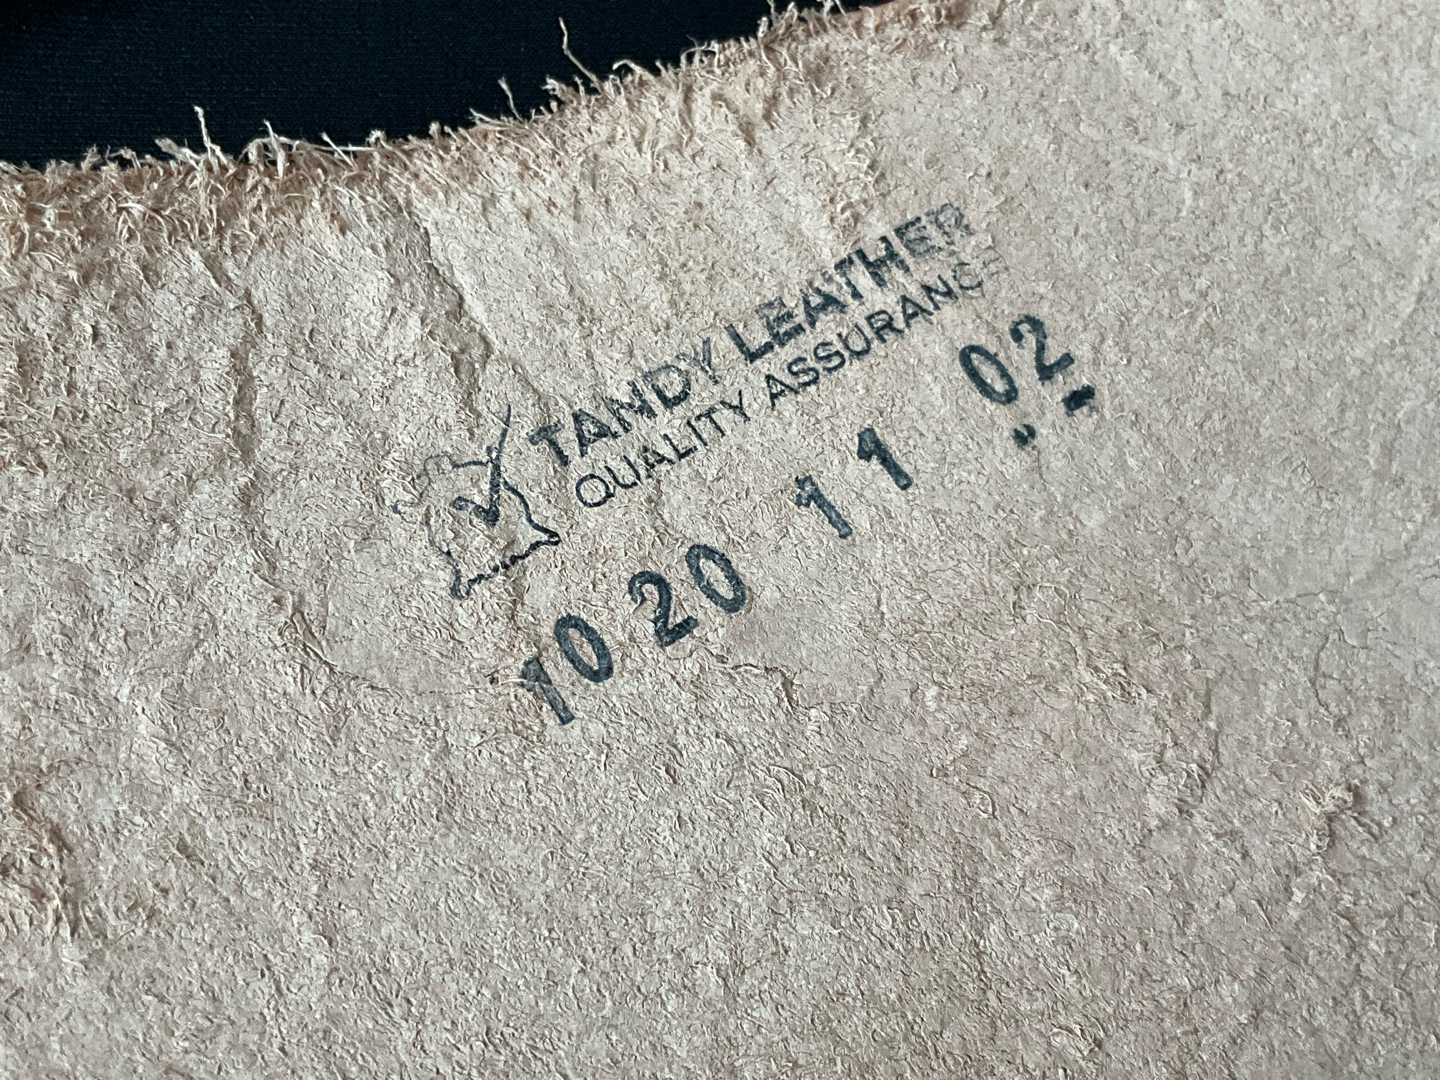 TANDY LEATHER
QUALITY ASSURANCE
10 20 11 02